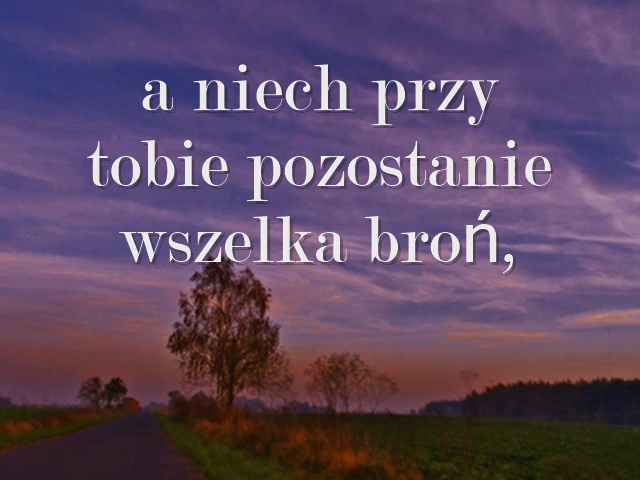 a niech przy
tobie pozostanie
wszelka broń,